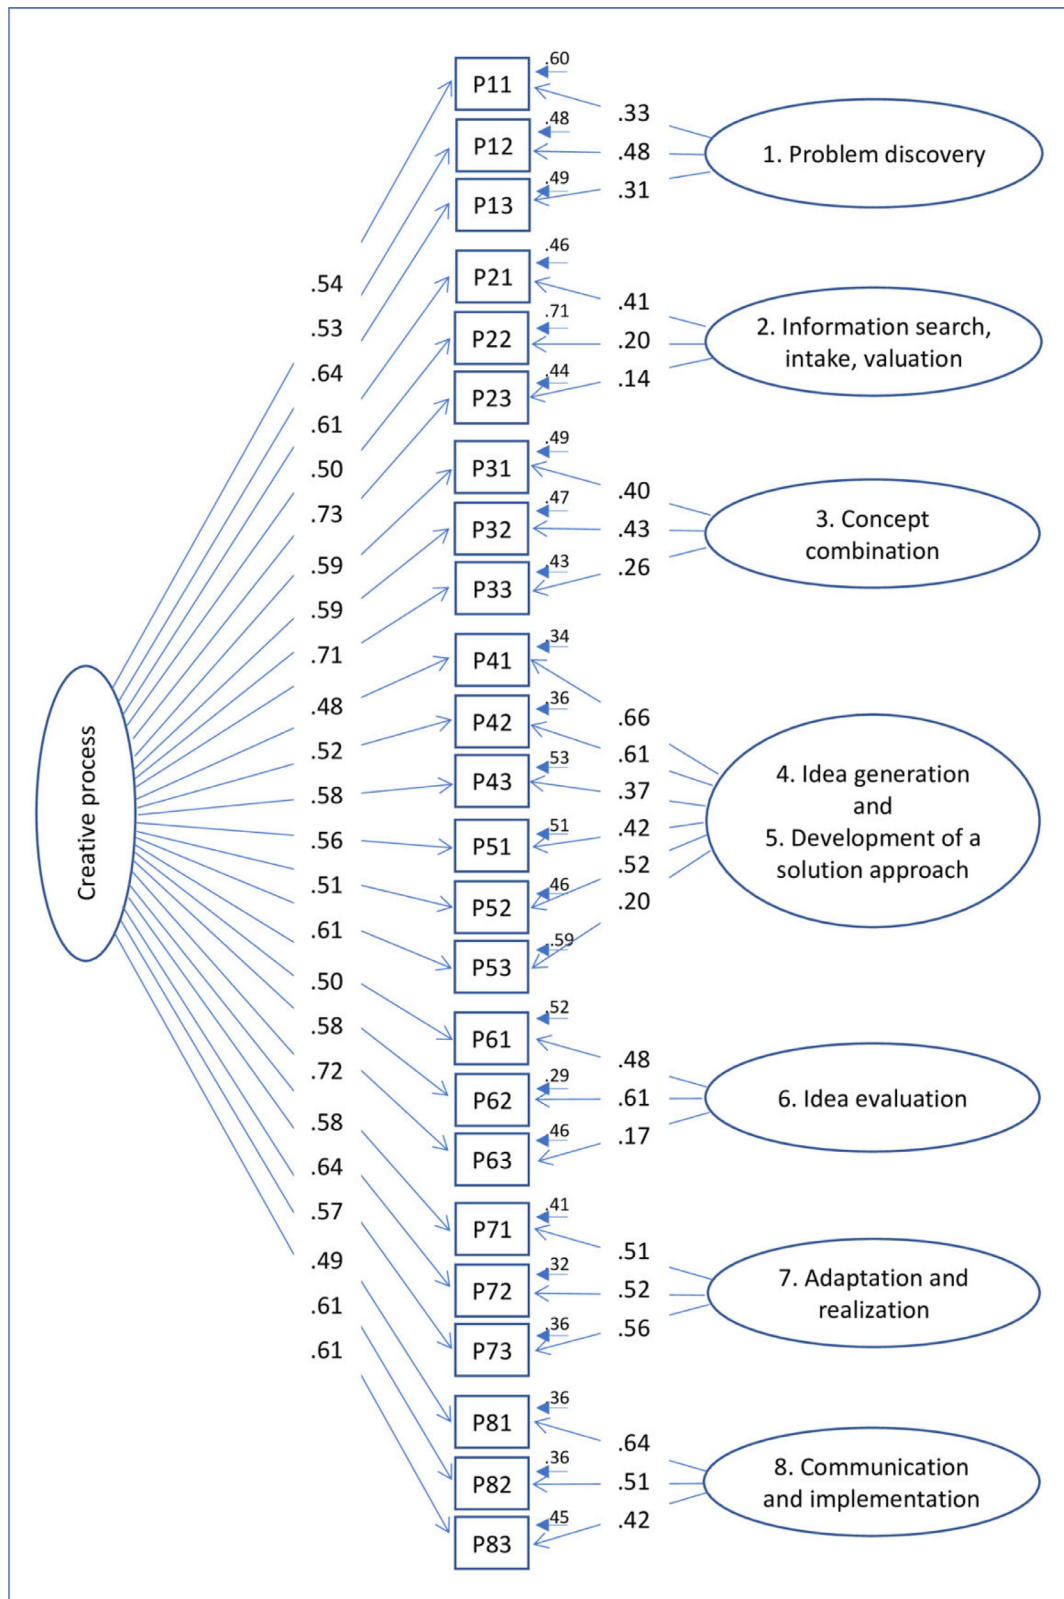 .60
P11
.33
.48
P12
.48
1. Problem discovery
.49
P13
.31
.46
P21
.41
.71
P22
.20
2. Information search,
intake, valuation
.44
P23
.14
.49
P31
.40
.47
P32
.43
3. Concept
combination
.43
P33
.26
.34
P41
.66
.36
P42
.61
.53
P43
.37
4. Idea generation
and
5. Development of a
solution approach
.51
P51
.42
.46
P52
.52
.59
P53
.20
.52
P61
.48
.29
P62
.61
6. Idea evaluation
.46
P63
.17
.41
P71
.51
.32
P72
.52
7. Adaptation and
realization
.36
P73
.56
.36
P81
.64
.36
P82
.51
8. Communication
and implementation
.45
P83
.42
.54
.53
.64
.61
.50
.73
.59
.59
.71
.48
.52
.58
.56
.51
.61
.50
.58
.72
.58
.64
.57
.49
.61
.61
Creative process